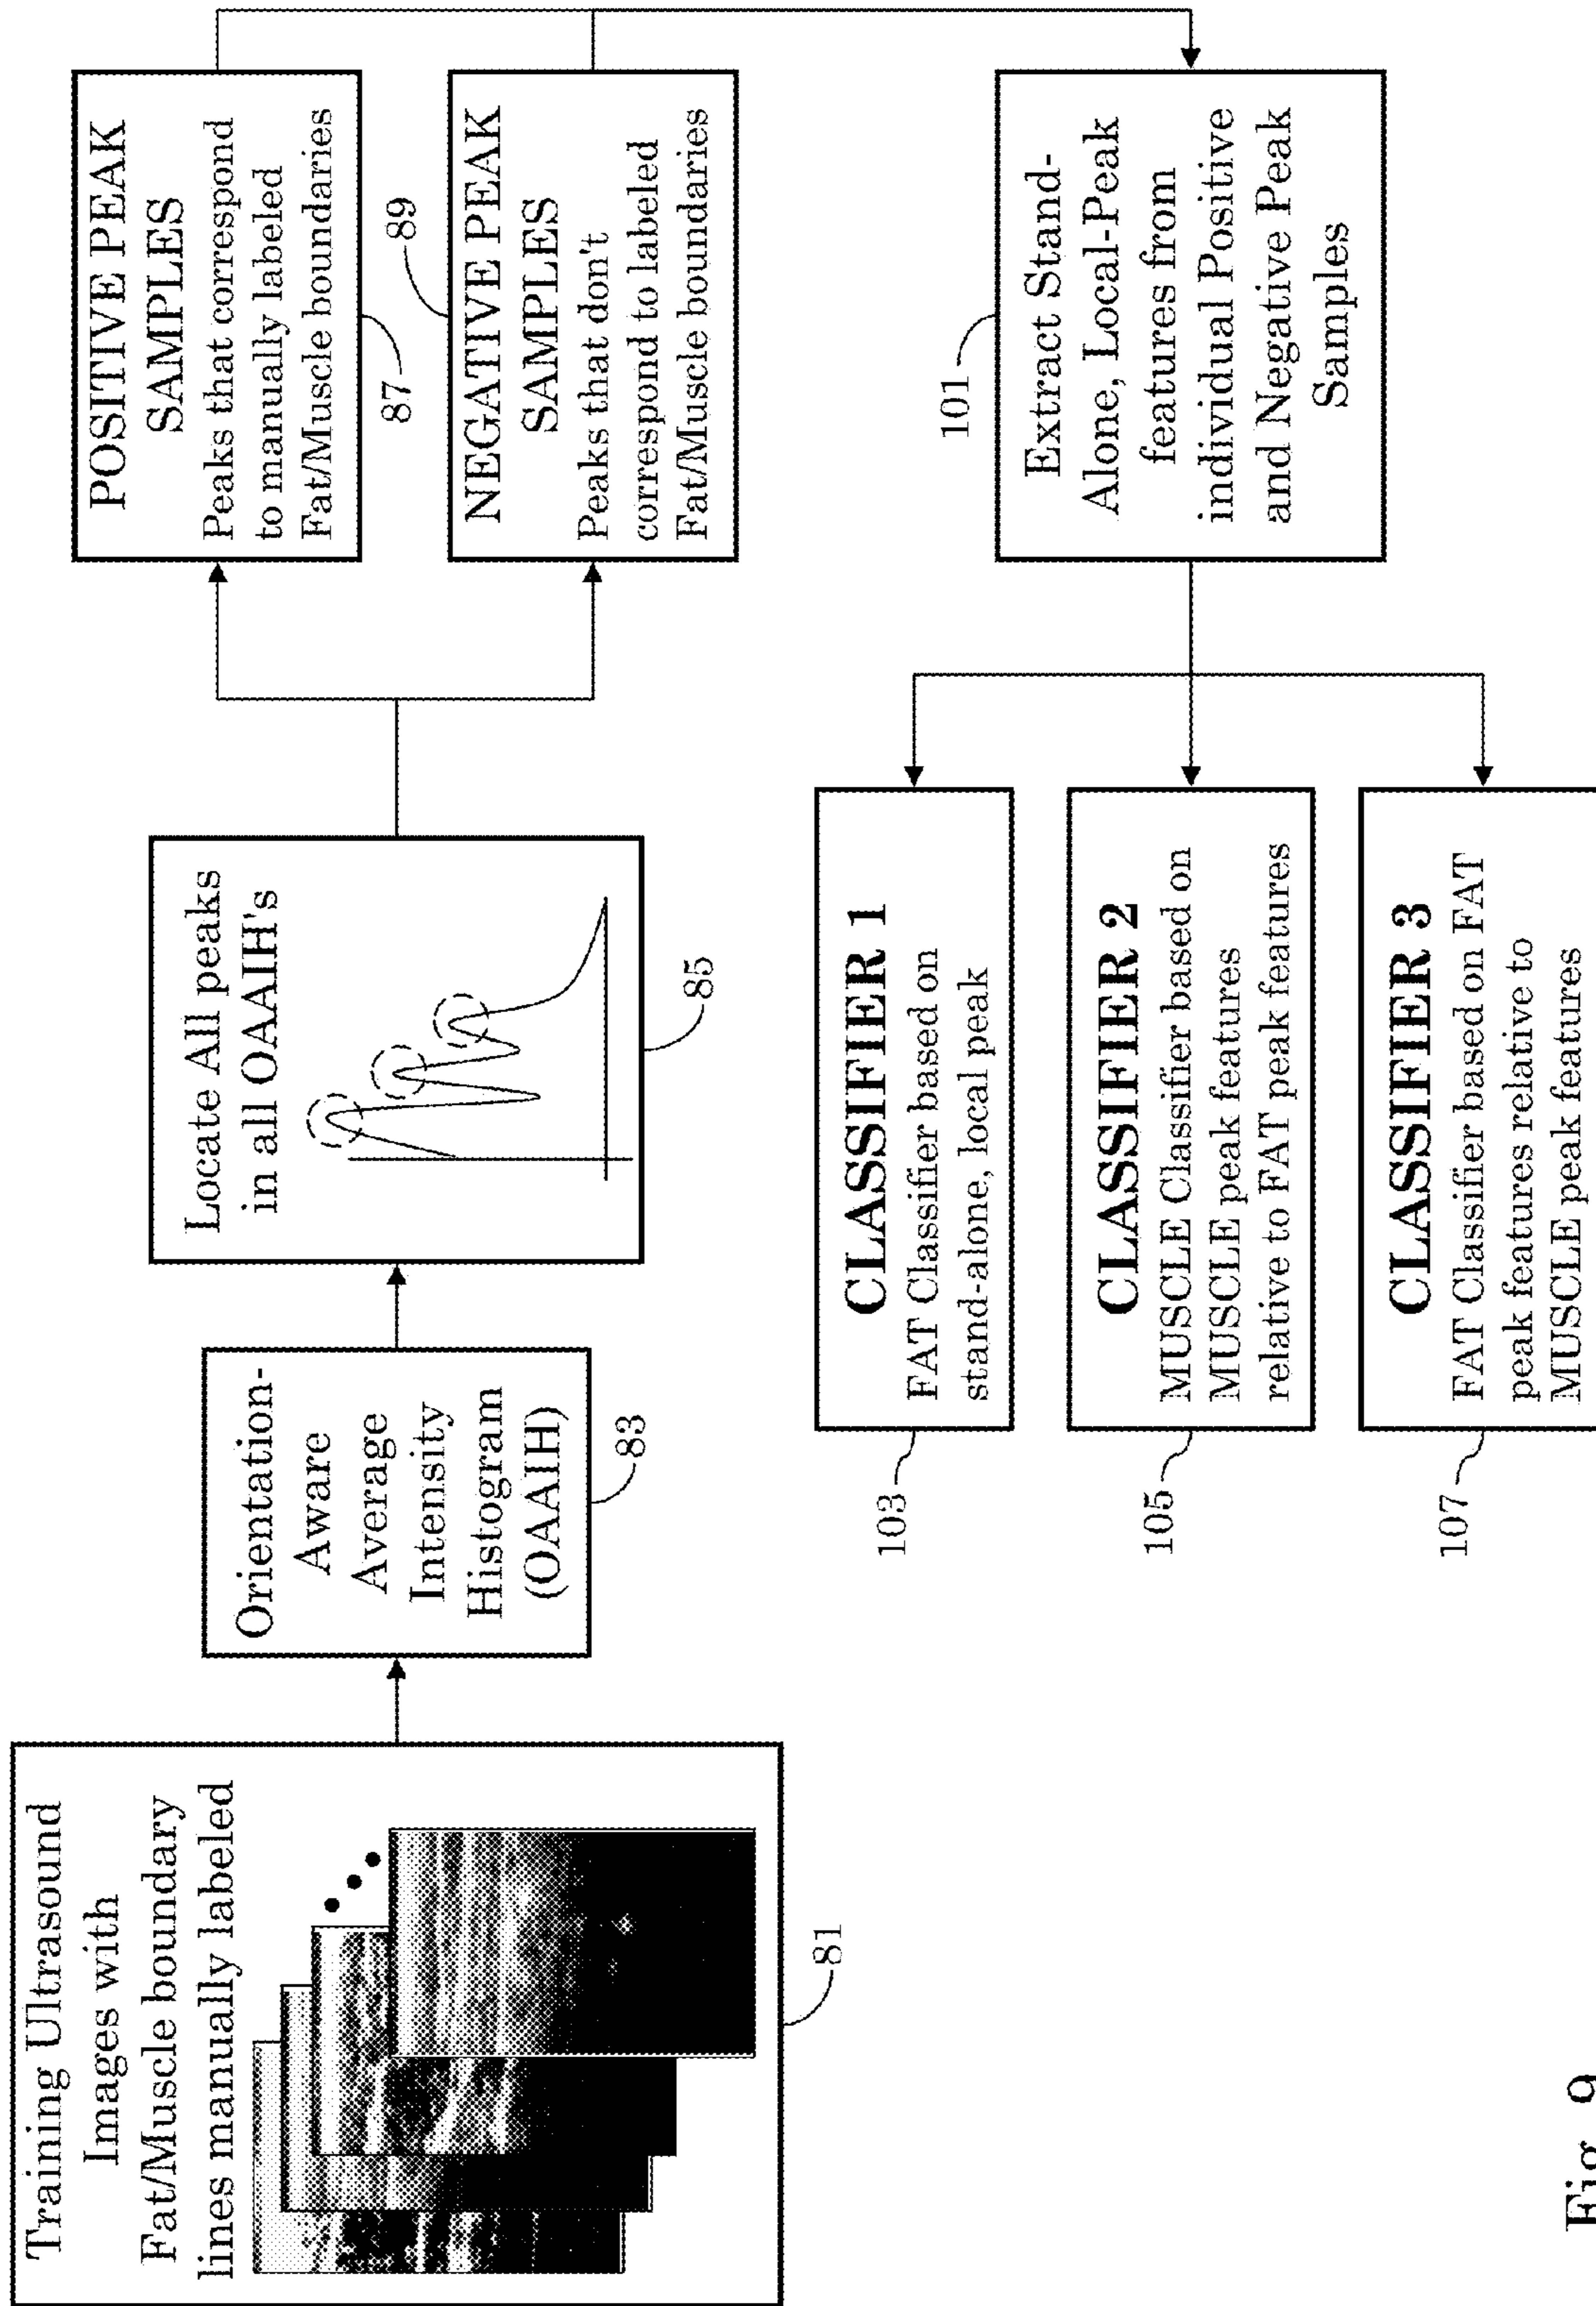 Training Ultrasound
Images with
Fat/Muscle boundary
lines manually labeled
81
Orientation-
Aware
Average
Intensity
Histogram
(OAAIH)
83
Locate All peaks
in all OAAIH's
85
POSITIVE PEAK
SAMPLES
Peaks that correspond
to manually labeled
Fat/Muscle boundaries
87
NEGATIVE PEAK
SAMPLES
Peaks that don't
correspond to labeled
Fat/Muscle boundaries
89
101
Extract Stand-
Alone, Local-Peak
features from
individual Positive
and Negative Peak
Samples
CLASSIFIER 1
FAT Classifier based on
stand-alone, local peak
103
CLASSIFIER 2
MUSCLE Classifier based on
MUSCLE peak features
relative to FAT peak features
105
CLASSIFIER 3
FAT Classifier based on FAT
peak features relative to
MUSCLE peak features
107
Fig. 9